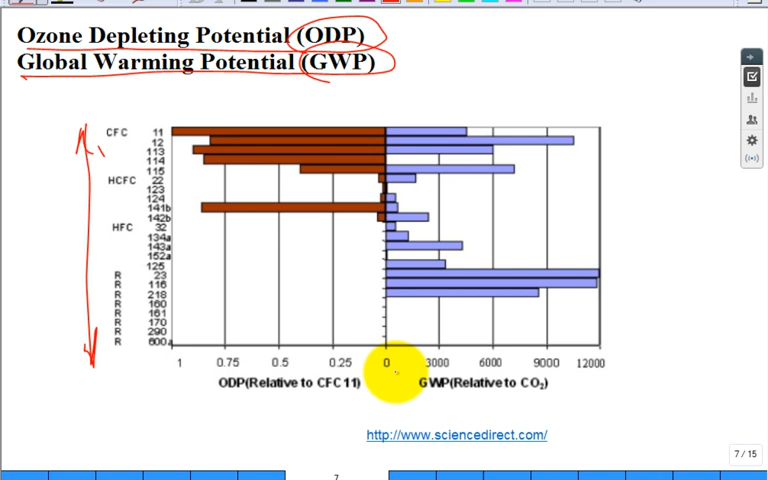 Ozone Depleting Potential (ODP)
Global Warming Potential (GWP)
CFC 11
12
113
114
115
HCFC 22
123
124
141b
142b
HFC 32
134a
143a
152a
125
R 23
R 116
R 218
R 160
R 161
R 170
R 290
R 600a
1 0.75 0.5 0.25 0 3000 6000 9000 12000
ODP(Relative to CFC 11) GWP(Relative to CO₂)
http://www.sciencedirect.com/
7 / 15
7